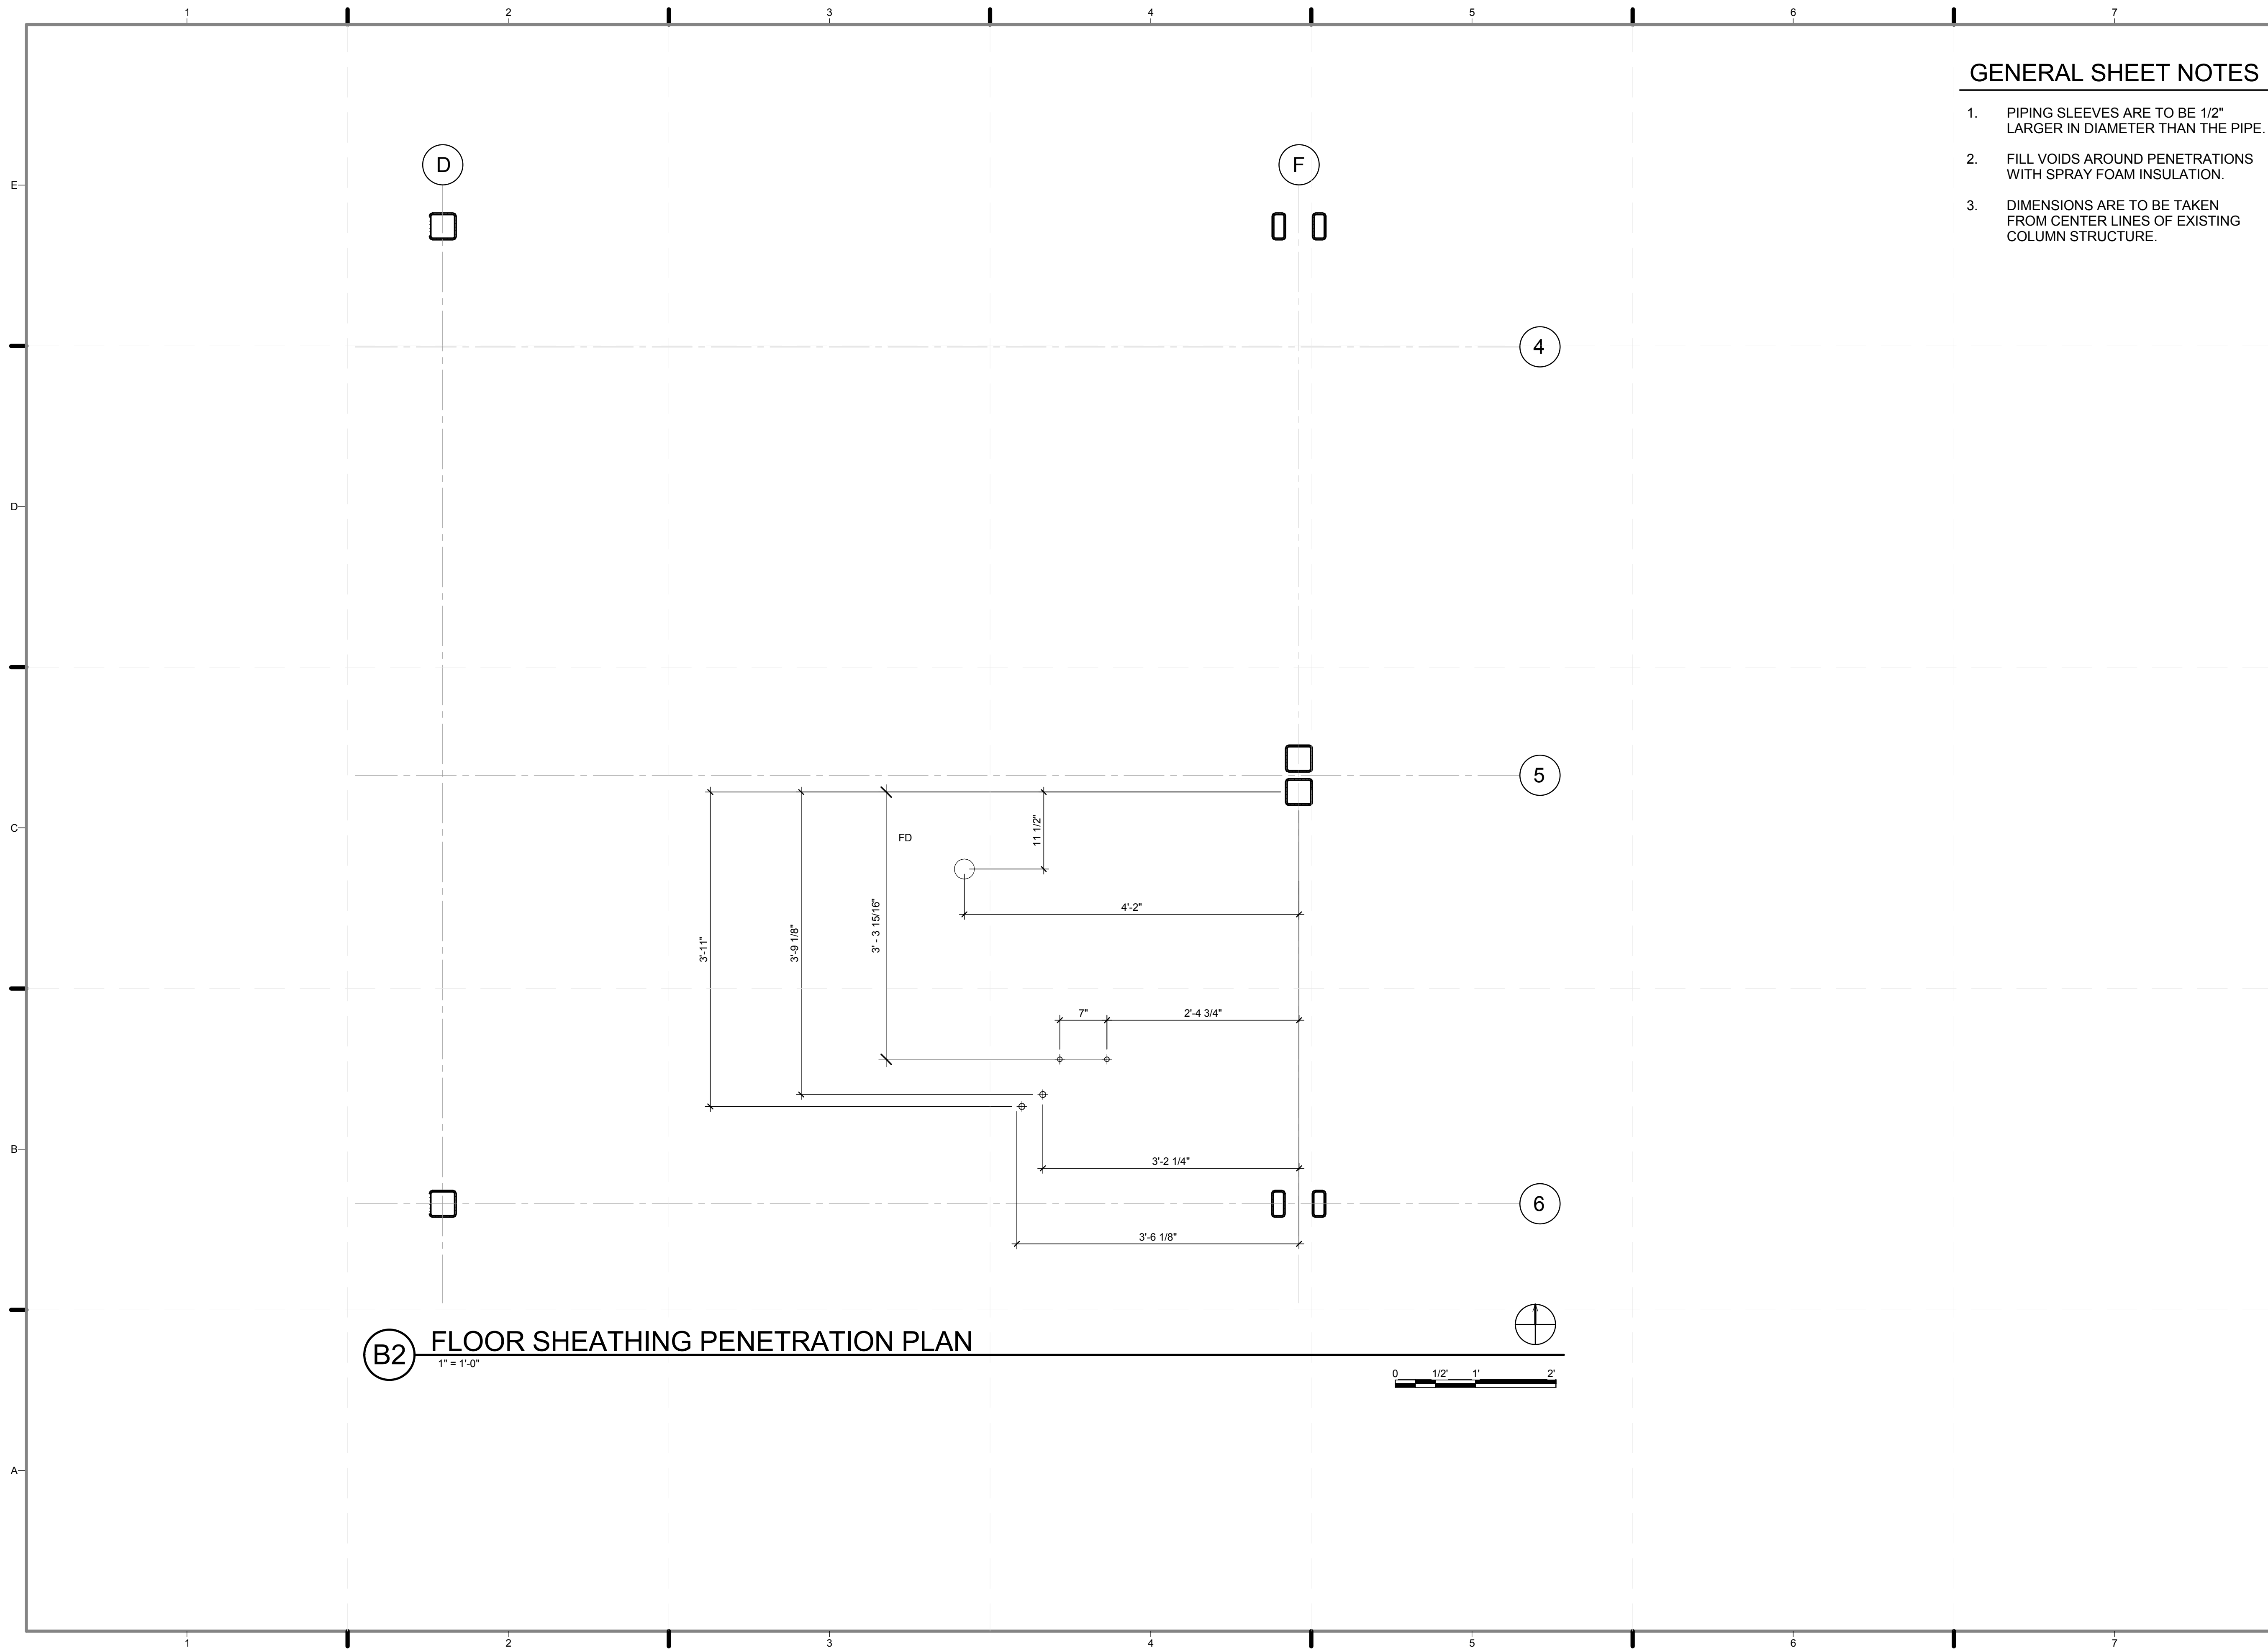 1 2 3 4 5 6 7
GENERAL SHEET NOTES
1. PIPING SLEEVES ARE TO BE 1/2"
LARGER IN DIAMETER THAN THE PIPE.
2. FILL VOIDS AROUND PENETRATIONS
WITH SPRAY FOAM INSULATION.
3. DIMENSIONS ARE TO BE TAKEN
FROM CENTER LINES OF EXISTING
COLUMN STRUCTURE.
D F
E
4
D
5
C
FD
11 1/2"
4'-2"
3'-11"
3'-9 1/8"
3' - 3 15/16"
7" 2'-4 3/4"
B
3'-2 1/4"
6
3'-6 1/8"
B2 FLOOR SHEATHING PENETRATION PLAN
1" = 1'-0"
0 1/2' 1' 2'
A
1 2 3 4 5 6 7